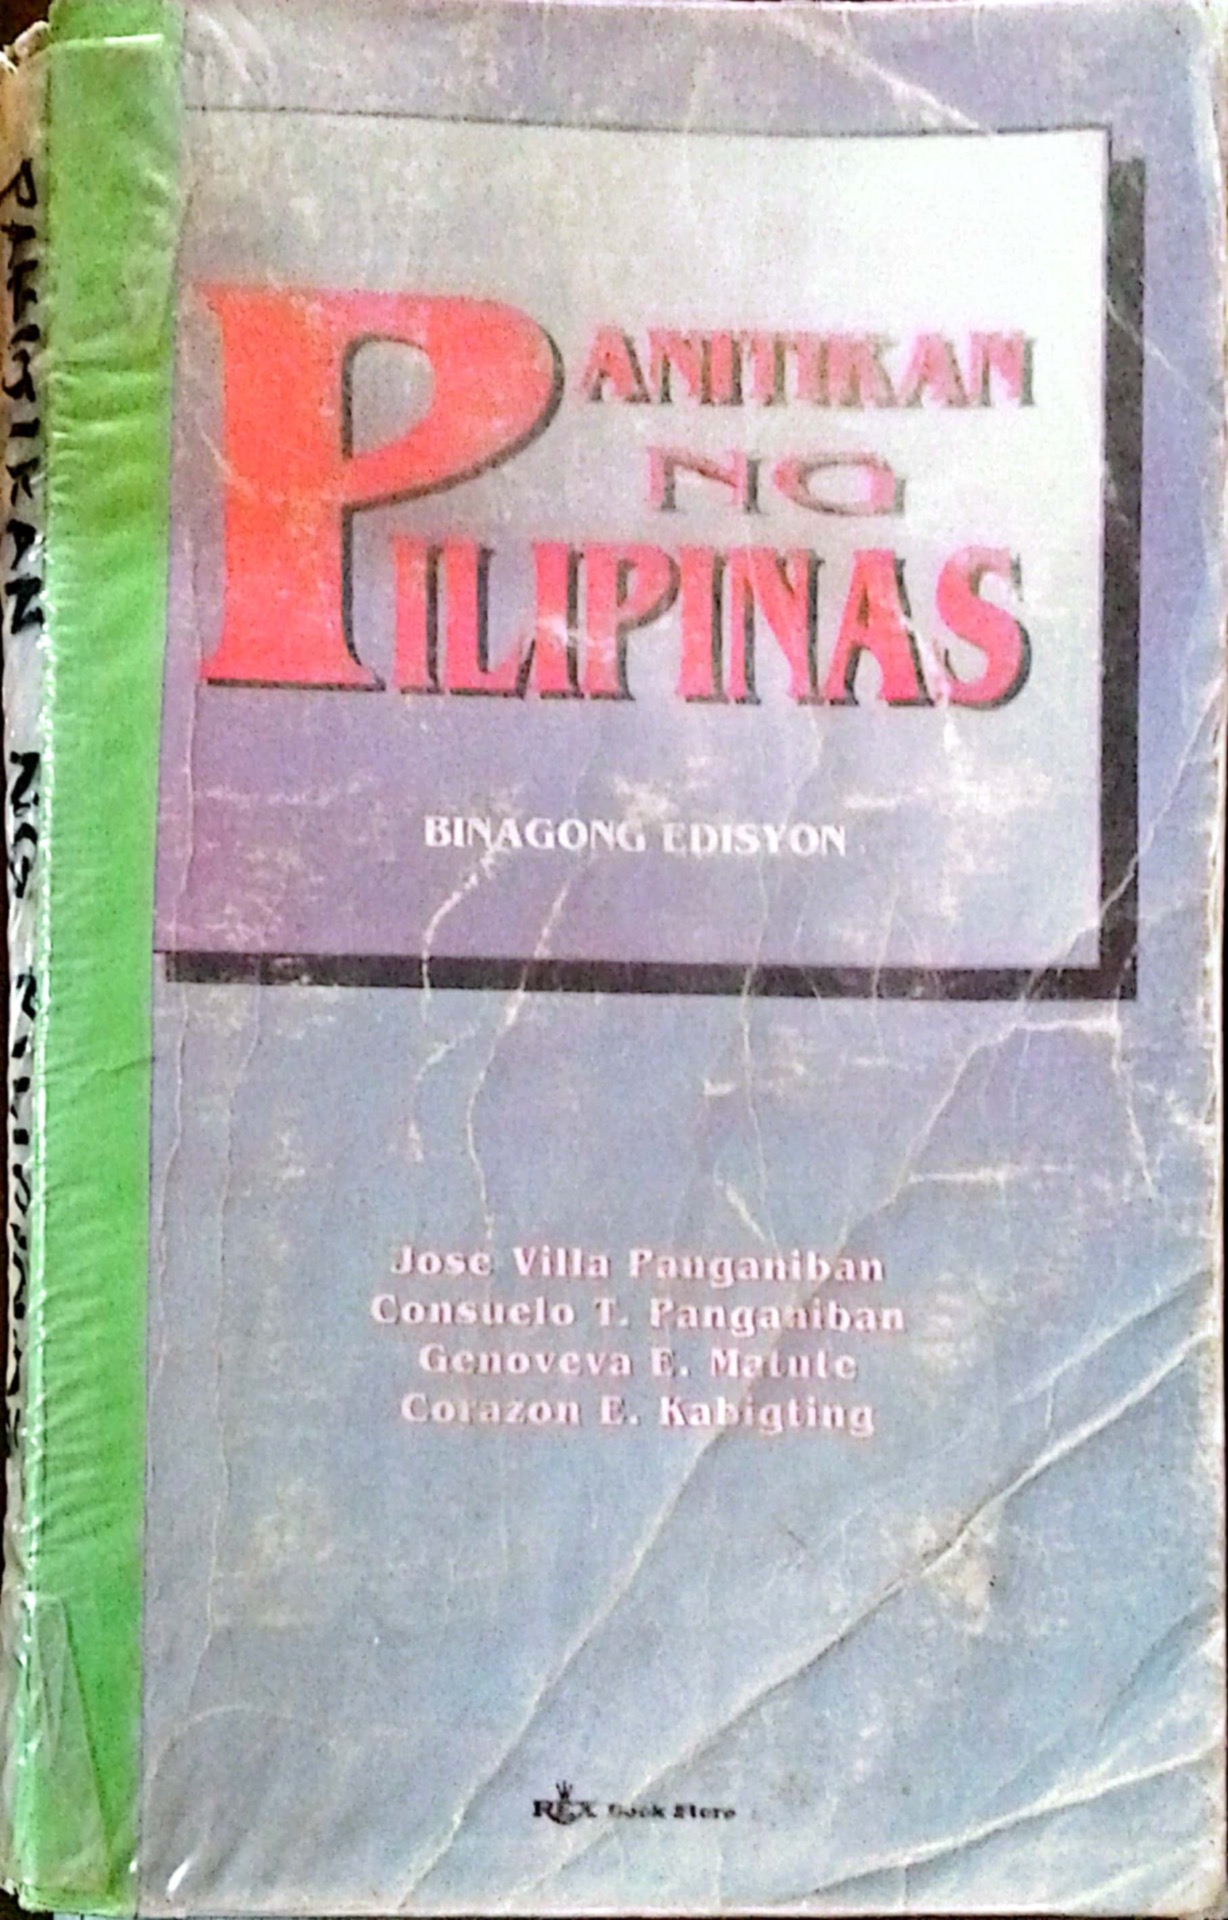 PANITIKAN
NG
PILIPINAS
BINAGONG EDISYON
Jose Villa Panganiban
Consuelo T. Panganiban
Genoveva E. Matute
Corazon E. Kabigting
REX Book Store
PANITIKAN NG